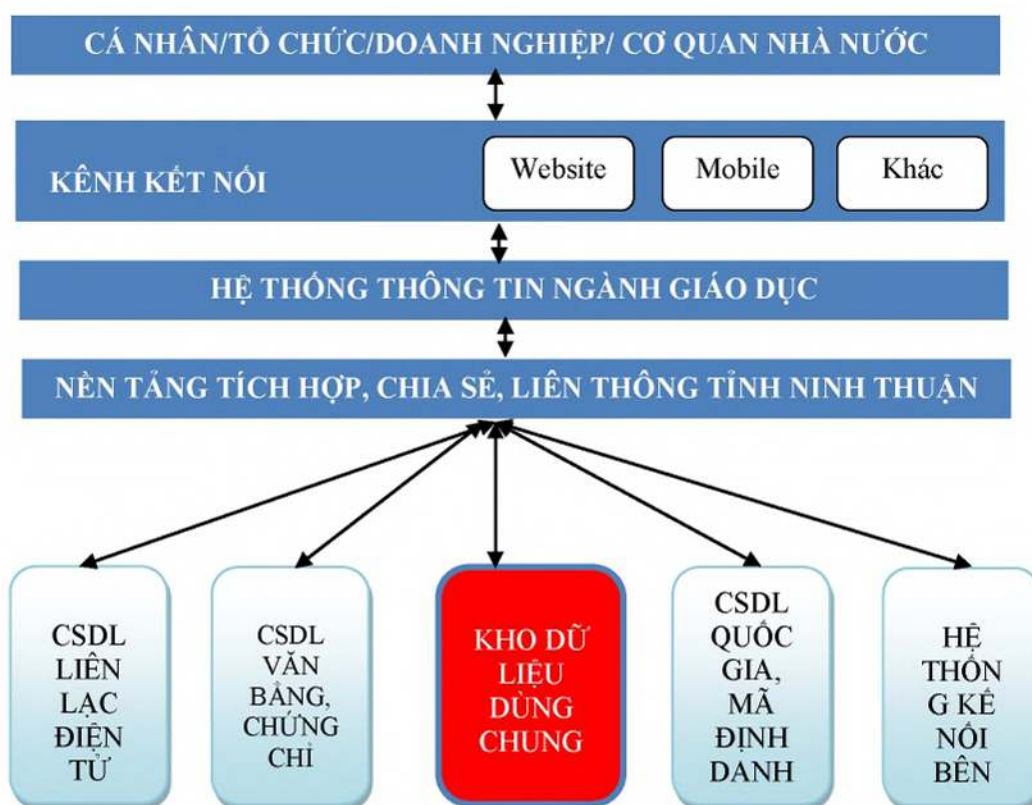 CÁ NHÂN/TỔ CHỨC/DOANH NGHIỆP/ CƠ QUAN NHÀ NƯỚC
KÊNH KẾT NỐI
Website
Mobile
Khác
HỆ THỐNG THÔNG TIN NGÀNH GIÁO DỤC
NỀN TẢNG TÍCH HỢP, CHIA SẺ, LIÊN THÔNG TỈNH NINH THUẬN
CSDL
LIÊN
LẠC
ĐIỆN
TỬ
CSDL
VĂN
BẰNG,
CHỨNG
CHỈ
KHO DỮ
LIỆU
DÙNG
CHUNG
CSDL
QUỐC
GIA,
MÃ
ĐỊNH
DANH
HỆ
THỐN
G KẾ
NỐI
BÊN